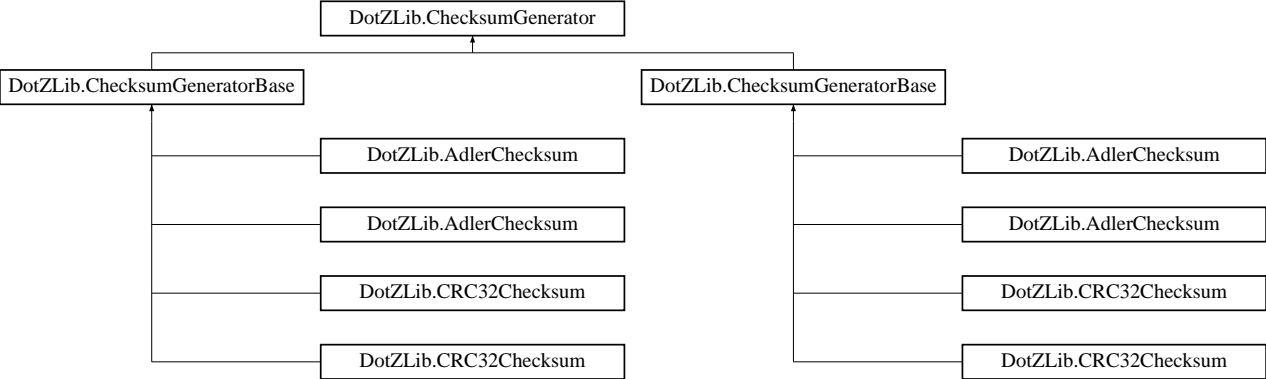 DotZLib.ChecksumGenerator
DotZLib.ChecksumGeneratorBase
DotZLib.ChecksumGeneratorBase
DotZLib.AdlerChecksum
DotZLib.AdlerChecksum
DotZLib.AdlerChecksum
DotZLib.AdlerChecksum
DotZLib.CRC32Checksum
DotZLib.CRC32Checksum
DotZLib.CRC32Checksum
DotZLib.CRC32Checksum